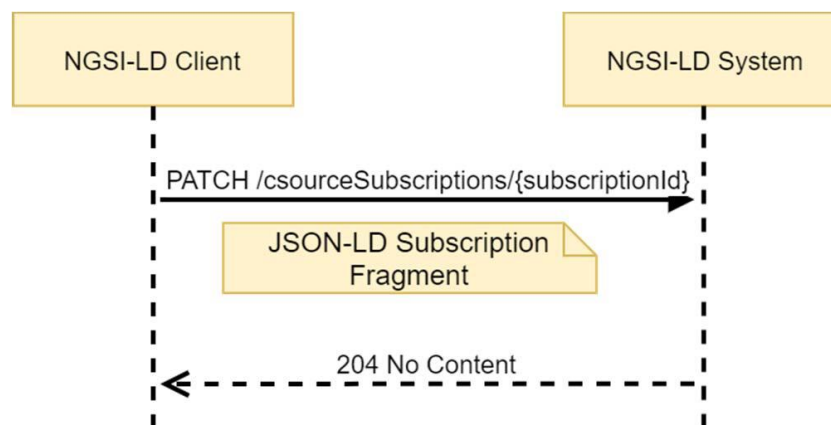 NGSI-LD Client
NGSI-LD System
PATCH /csourceSubscriptions/{subscriptionId}
JSON-LD Subscription
Fragment
204 No Content